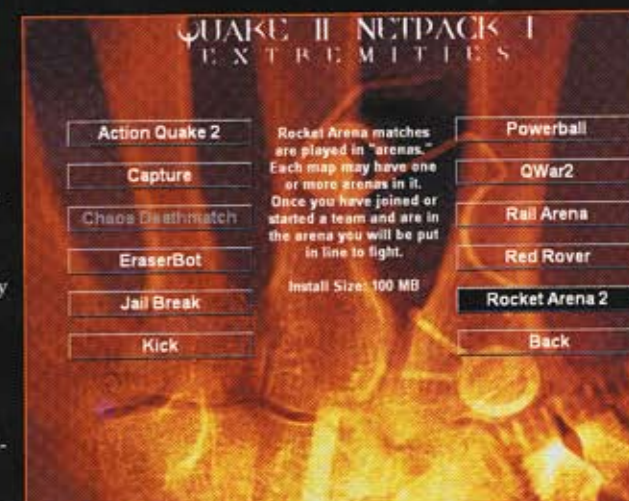 QUAKE II NETPACK I
EXTREMITIES
Action Quake 2
Capture
Chaos Deathmatch
EraserBot
Jail Break
Kick
Rocket Arena matches
are played in "arenas."
Each map may have one
or more arenas in it.
Once you have joined or
started a team and are in
the arena you will be put
in line to fight.
Install Size: 100 MB
Powerball
QWar2
Rail Arena
Red Rover
Rocket Arena 2
Back